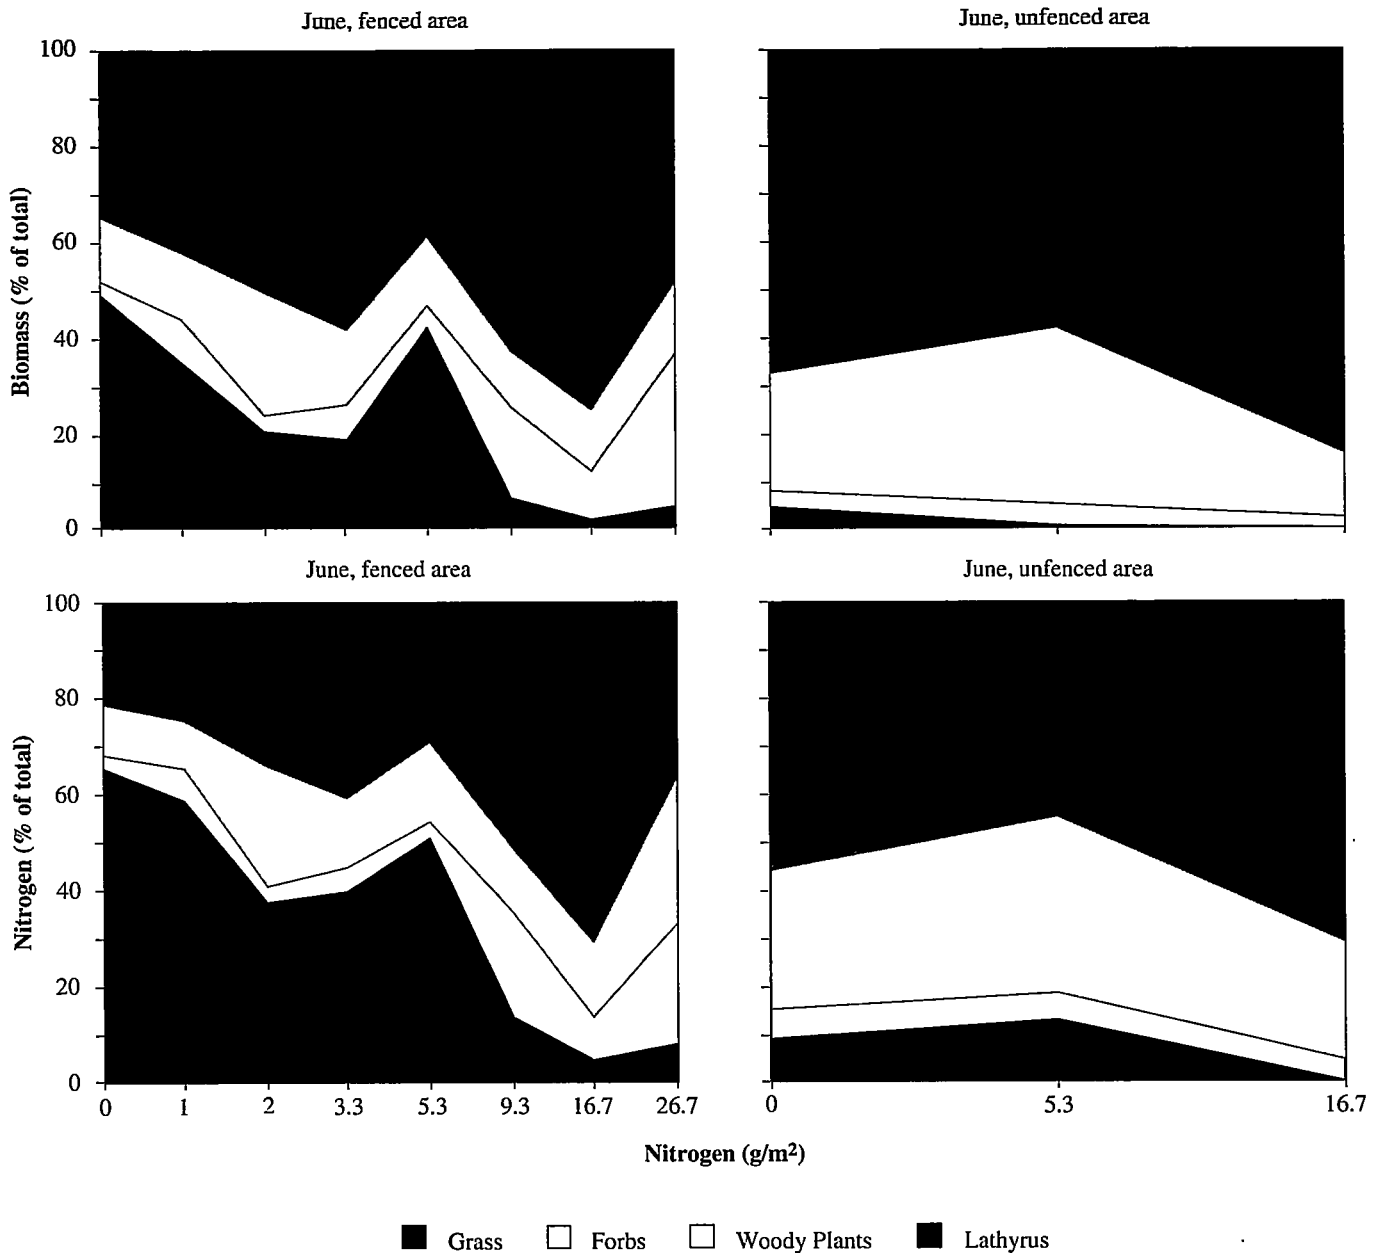 June, fenced area
June, unfenced area
100
80
60
40
20
0
Biomass (% of total)
June, fenced area
June, unfenced area
100
80
60
40
20
0
Nitrogen (% of total)
0 1 2 3.3 5.3 9.3 16.7 26.7
0 5.3 16.7
Nitrogen (g/m²)
Grass Forbs Woody Plants Lathyrus